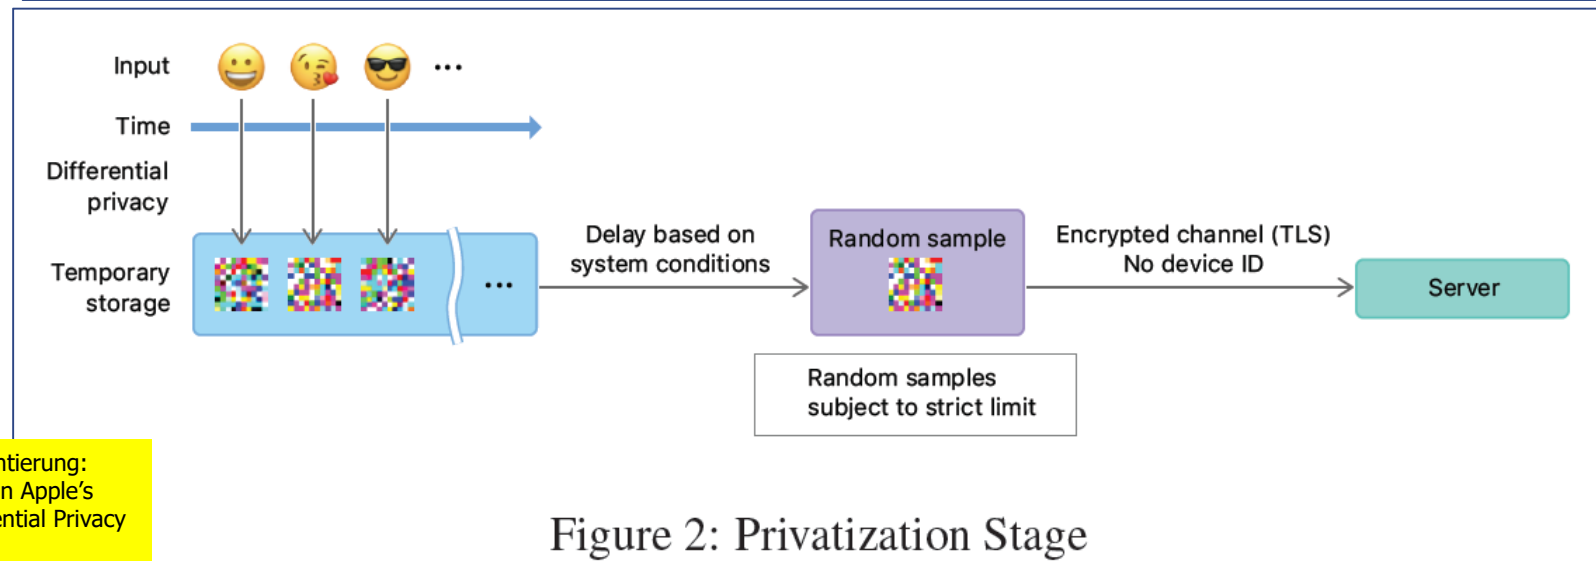 Input
...
Time
Differential
privacy
Temporary
storage
...
Delay based on
system conditions
Random sample
Encrypted channel (TLS)
No device ID
Server
Random samples
subject to strict limit
ntierung:
n Apple's
ential Privacy
Figure 2: Privatization Stage